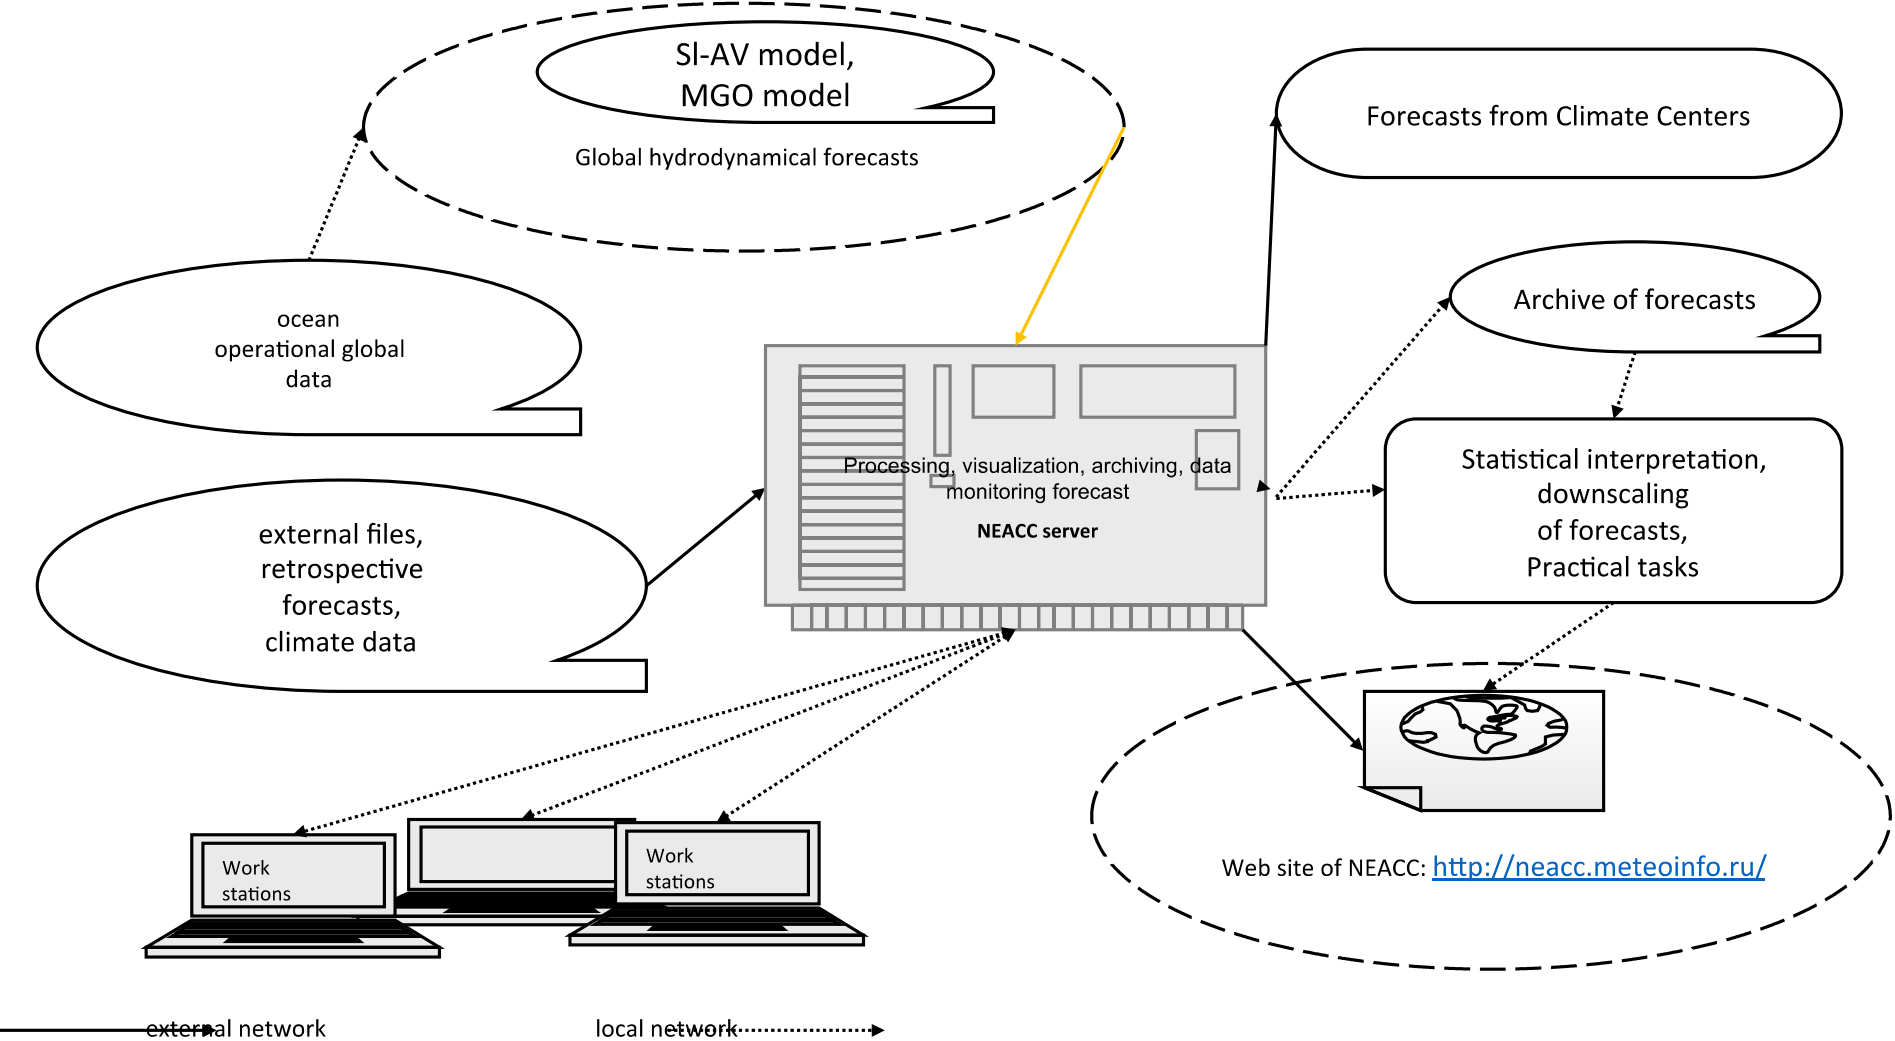 Sl-AV model,
MGO model
Global hydrodynamical forecasts
Forecasts from Climate Centers
ocean
operational global
data
Archive of forecasts
external files,
retrospective
forecasts,
climate data
Processing, visualization, archiving, data
monitoring forecast
NEACC server
Statistical interpretation,
downscaling
of forecasts,
Practical tasks
Work
stations
Work
stations
Web site of NEACC: http://neacc.meteoinfo.ru/
external network
local network